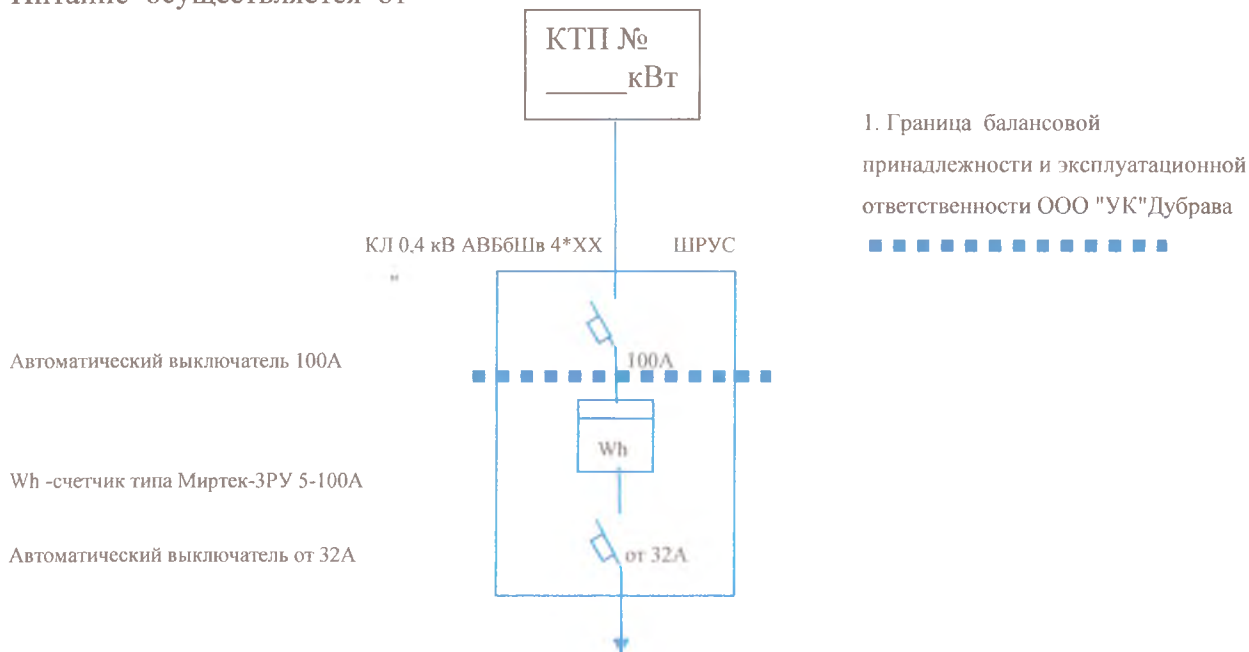 Питание осуществляется от
КТП №
______кВт
1. Граница балансовой
принадлежности и эксплуатационной
ответственности ООО "УК"Дубрава
КЛ 0,4 кВ АВБбШв 4*ХХ
ШРУС
Автоматический выключатель 100А
100А
Wh
Wh -счетчик типа Миртек-3РУ 5-100А
Автоматический выключатель от 32А
от 32А